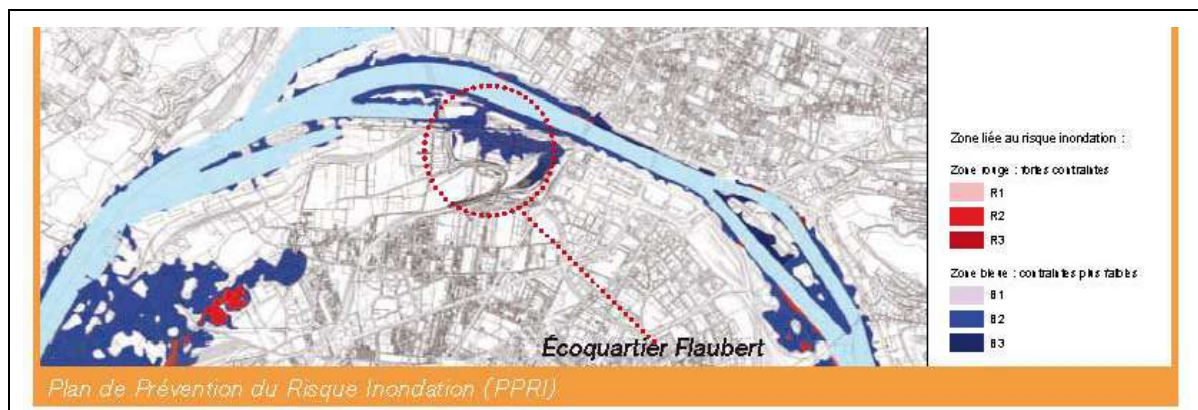 Zone liée au risque inondation :
Zone rouge : fortes contraintes
R1
R2
R3
Zone bleue : contraintes plus faibles
B1
B2
B3
Écoquartier Flaubert
Plan de Prévention du Risque Inondation (PPRI)